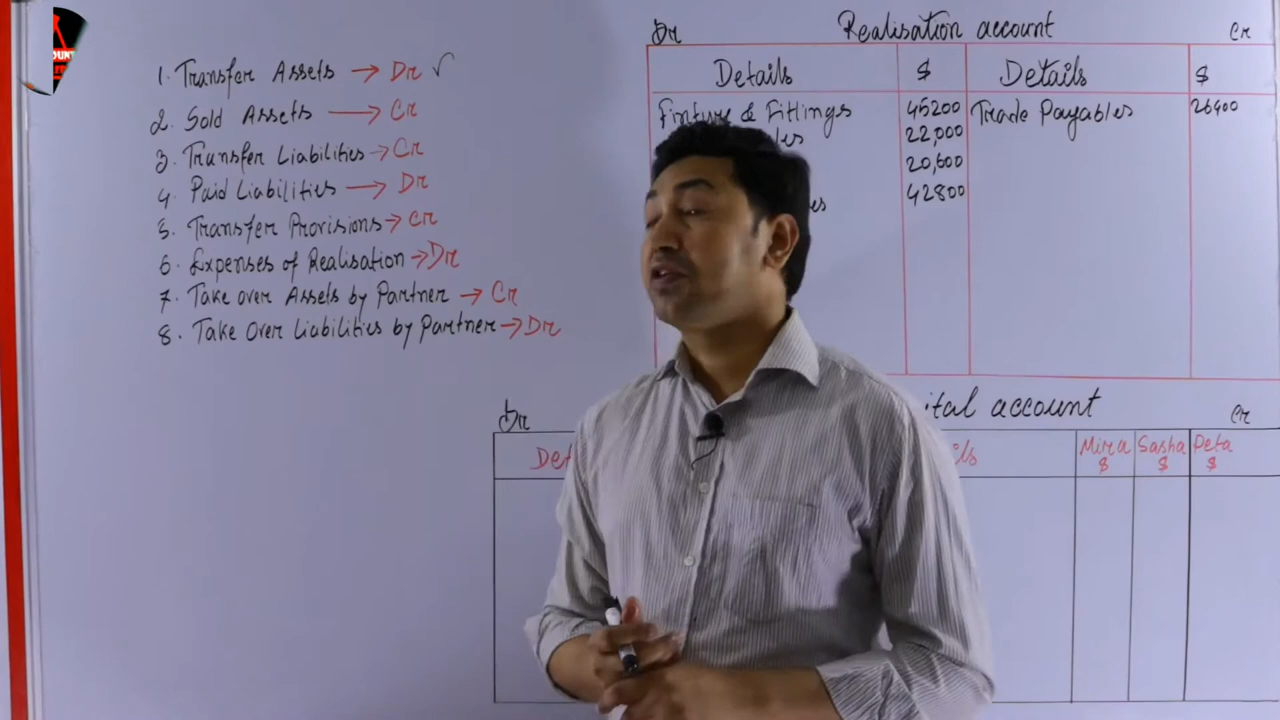 1. Transfer Assets → Dr ✓
2. Sold Assets → Cr
3. Transfer Liabilities → Cr
4. Paid Liabilities → Dr
5. Transfer Provisions → Cr
6. Expenses of Realisation → Dr
7. Take over Assets by Partner → Cr
8. Take Over Liabilities by Partner → Dr
Dr Realisation account Cr
Details $ Details $
Fixture & Fittings 45200 Trade Payables 26400
22,000
20,600
42800
Dr account Cr
Mira Sasha Peta
$ $ $